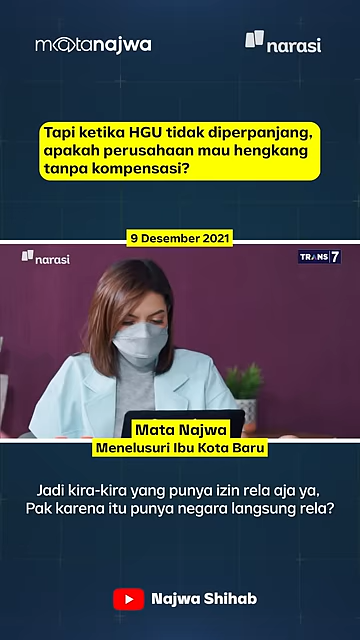 matanajwa
narasi
Tapi ketika HGU tidak diperpanjang,
apakah perusahaan mau hengkang
tanpa kompensasi?
9 Desember 2021
narasi
TRANS7
Mata Najwa
Menelusuri Ibu Kota Baru
Jadi kira-kira yang punya izin rela aja ya,
Pak karena itu punya negara langsung rela?
Najwa Shihab